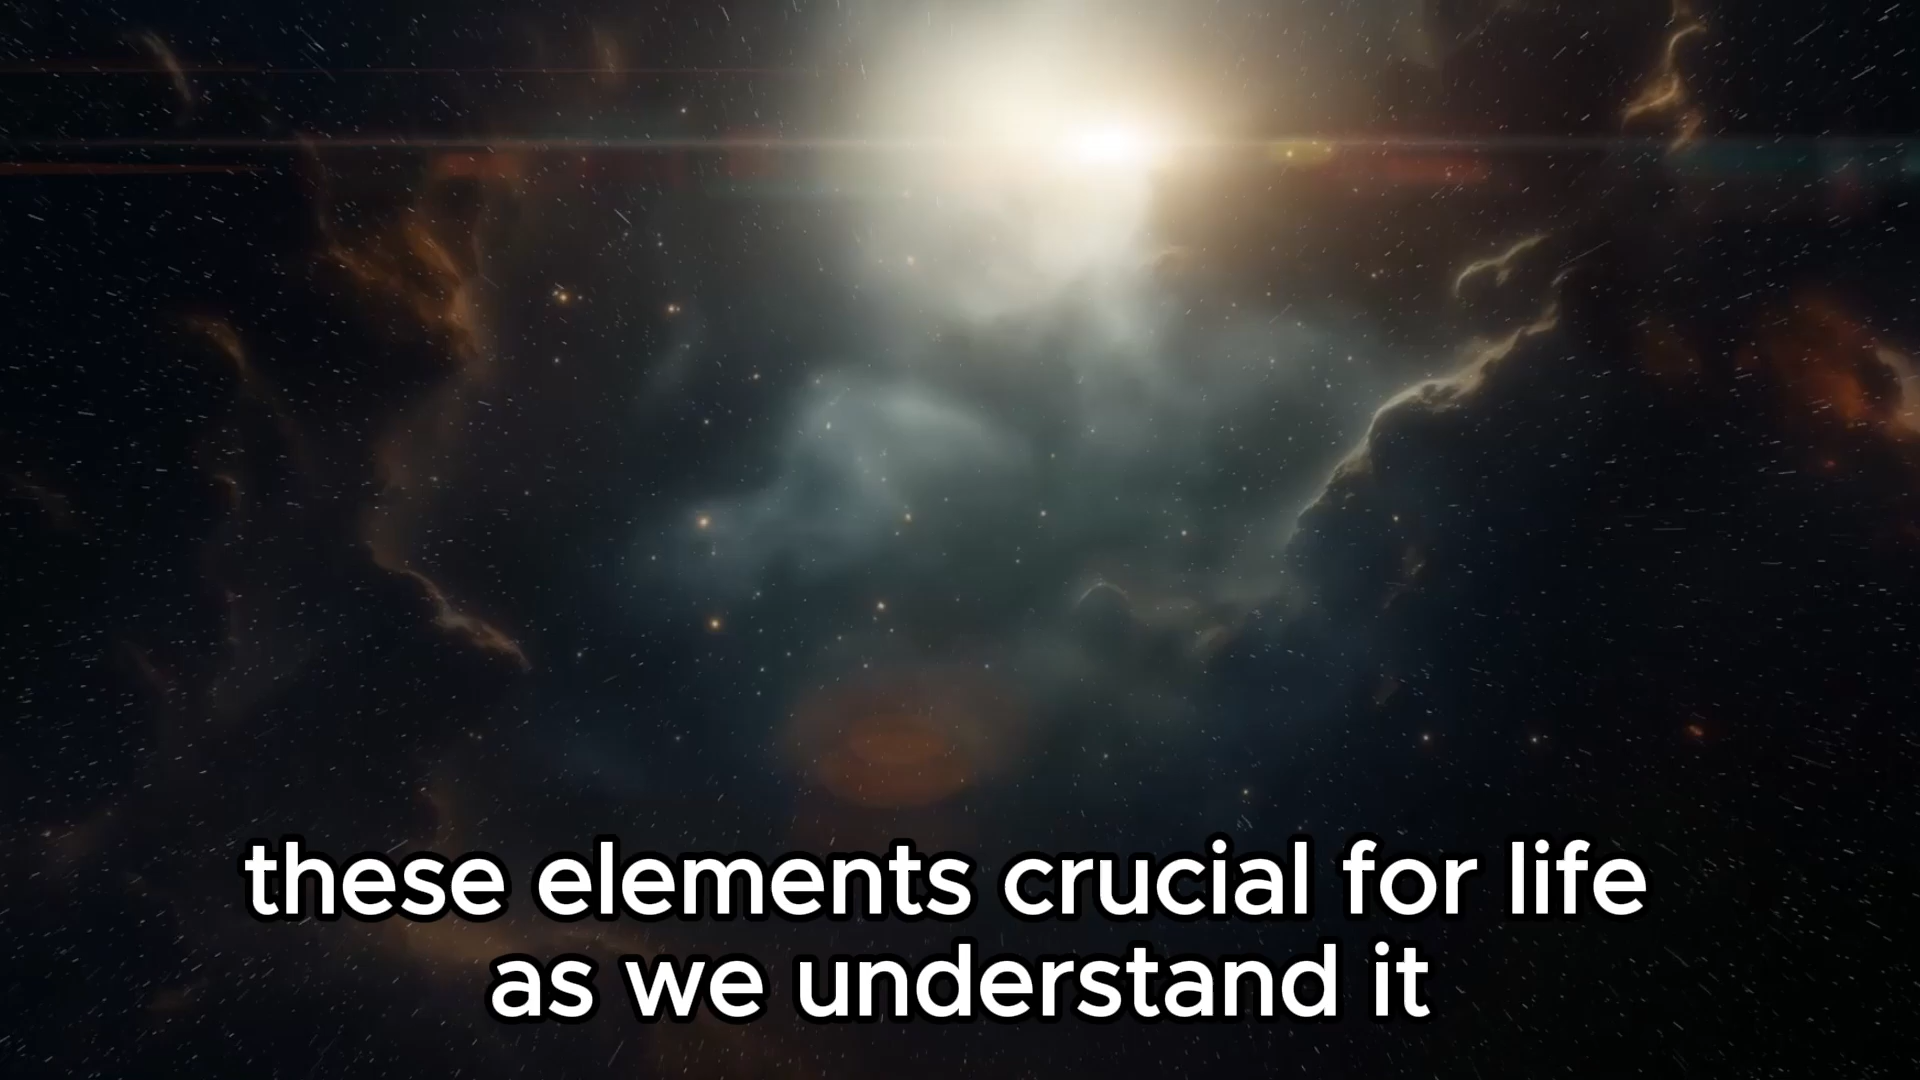 these elements crucial for life
as we understand it